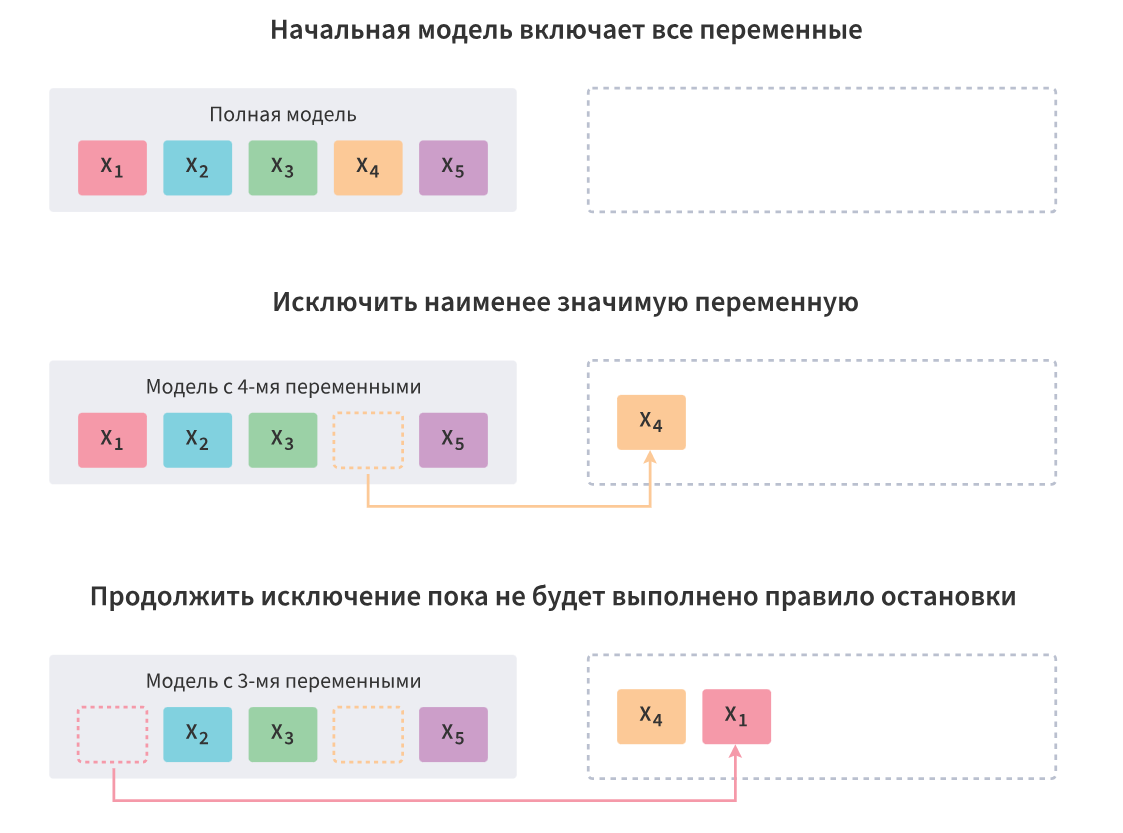 Начальная модель включает все переменные
Полная модель
X1 X2 X3 X4 X5
Исключить наименее значимую переменную
Модель с 4-мя переменными
X1 X2 X3 X5 X4
Продолжить исключение пока не будет выполнено правило остановки
Модель с 3-мя переменными
X2 X3 X5 X4 X1